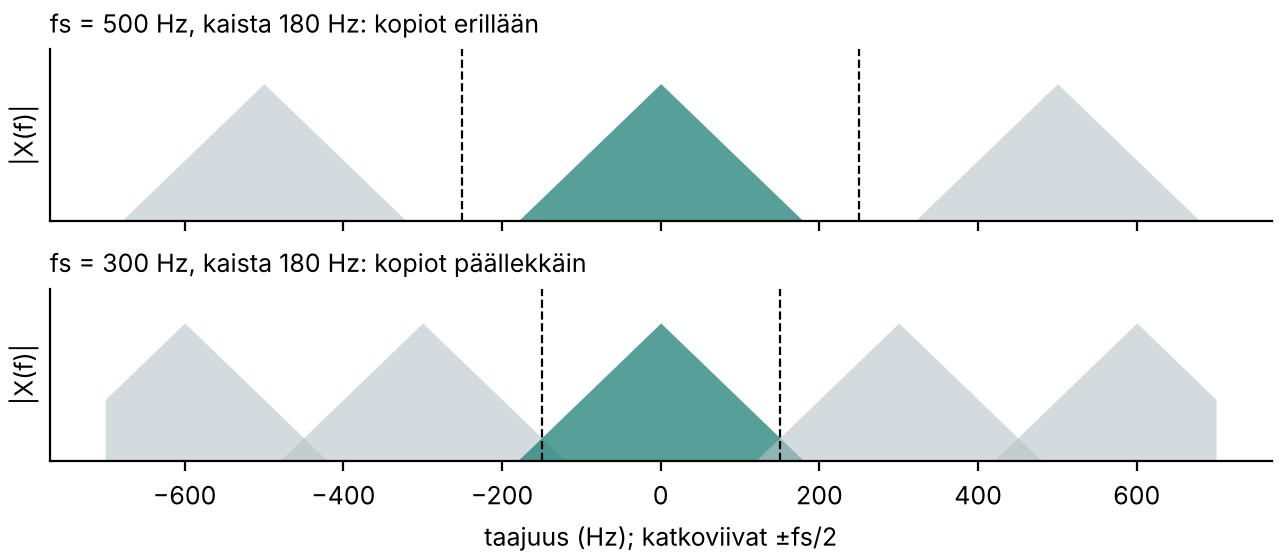 fs = 500 Hz, kaista 180 Hz: kopiot erillään
|X(f)|
fs = 300 Hz, kaista 180 Hz: kopiot päällekkäin
|X(f)|
−600 −400 −200 0 200 400 600
taajuus (Hz); katkoviivat ±fs/2